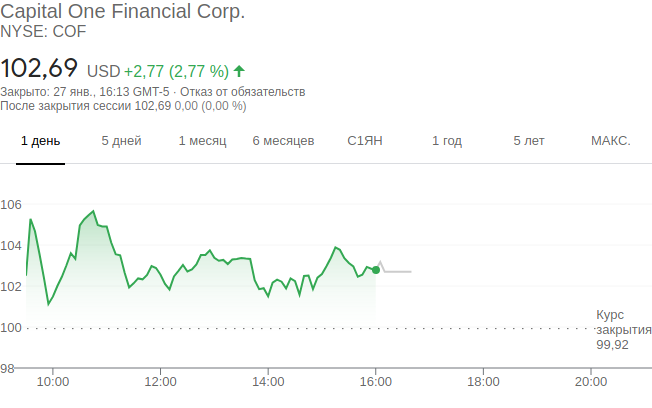 Capital One Financial Corp.
NYSE: COF
102,69 USD +2,77 (2,77 %)
Закрыто: 27 янв., 16:13 GMT-5 · Отказ от обязательств
После закрытия сессии 102,69 0,00 (0,00 %)
1 день 5 дней 1 месяц 6 месяцев С1ЯН 1 год 5 лет МАКС.
106
104
102
100
98
Курс
закрытия
99,92
10:00 12:00 14:00 16:00 18:00 20:00